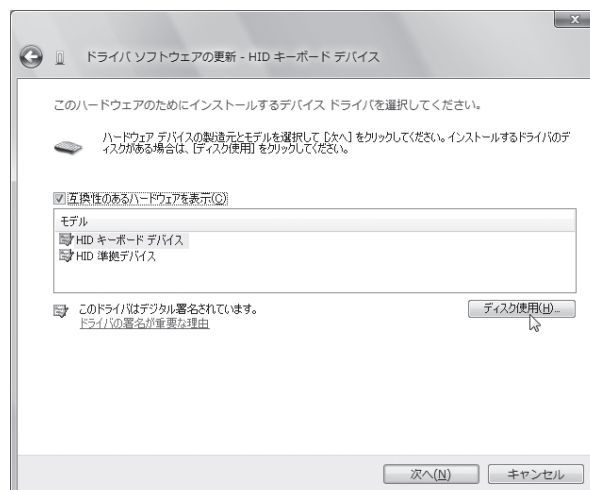 ドライバ ソフトウェアの更新 - HID キーボード デバイス
このハードウェアのためにインストールするデバイス ドライバを選択してください。
ハードウェア デバイスの製造元とモデルを選択して [次へ] をクリックしてください。インストールするドライバのデ
ィスクがある場合は、[ディスク使用] をクリックしてください。
互換性のあるハードウェアを表示(C)
モデル
HID キーボード デバイス
HID 準拠デバイス
このドライバはデジタル署名されています。
ドライバの署名が重要な理由
ディスク使用(H)...
次へ(N)
キャンセル